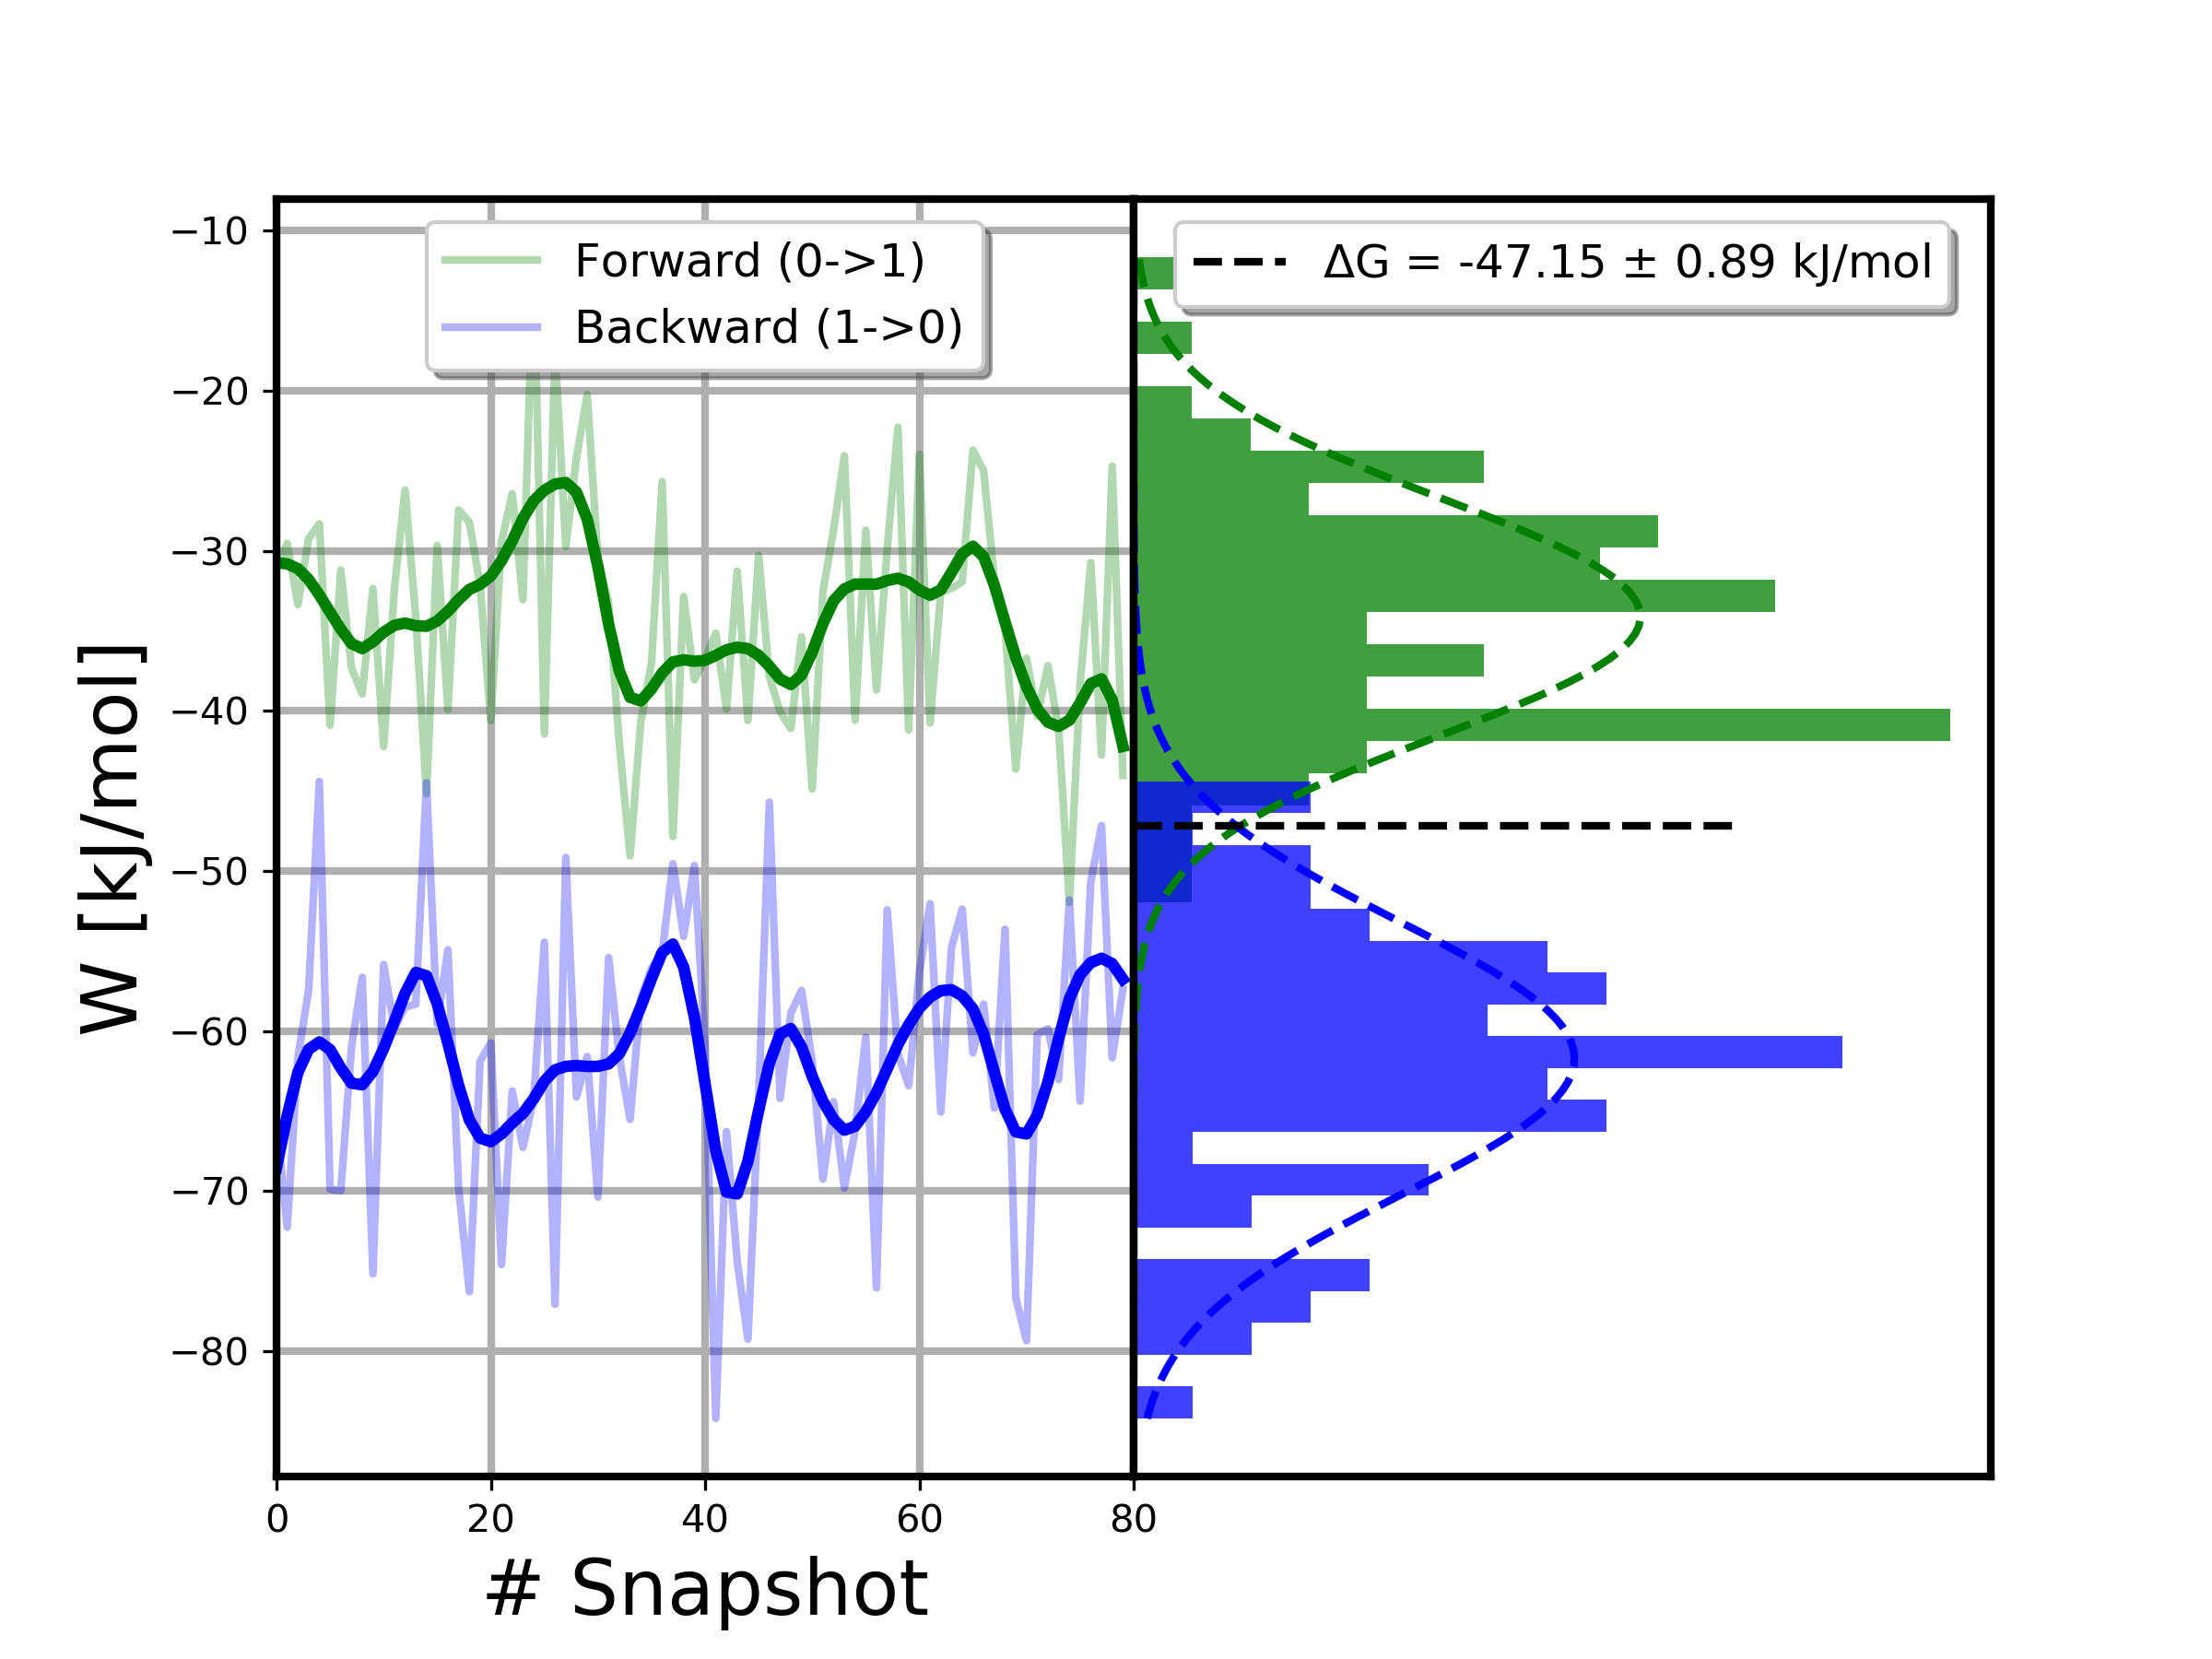 Forward (0->1)
Backward (1->0)
ΔG = -47.15 ± 0.89 kJ/mol
W [kJ/mol]
−10
−20
−30
−40
−50
−60
−70
−80
0
20
40
60
80
# Snapshot